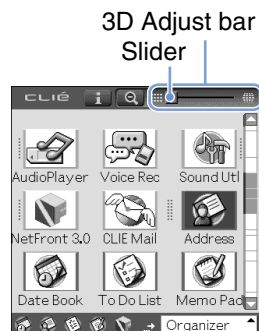 3D Adjust bar
Slider
CLIÉ
AudioPlayer Voice Rec Sound Utl
NetFront 3.0 CLIE Mail Address
Date Book To Do List Memo Pad
Organizer